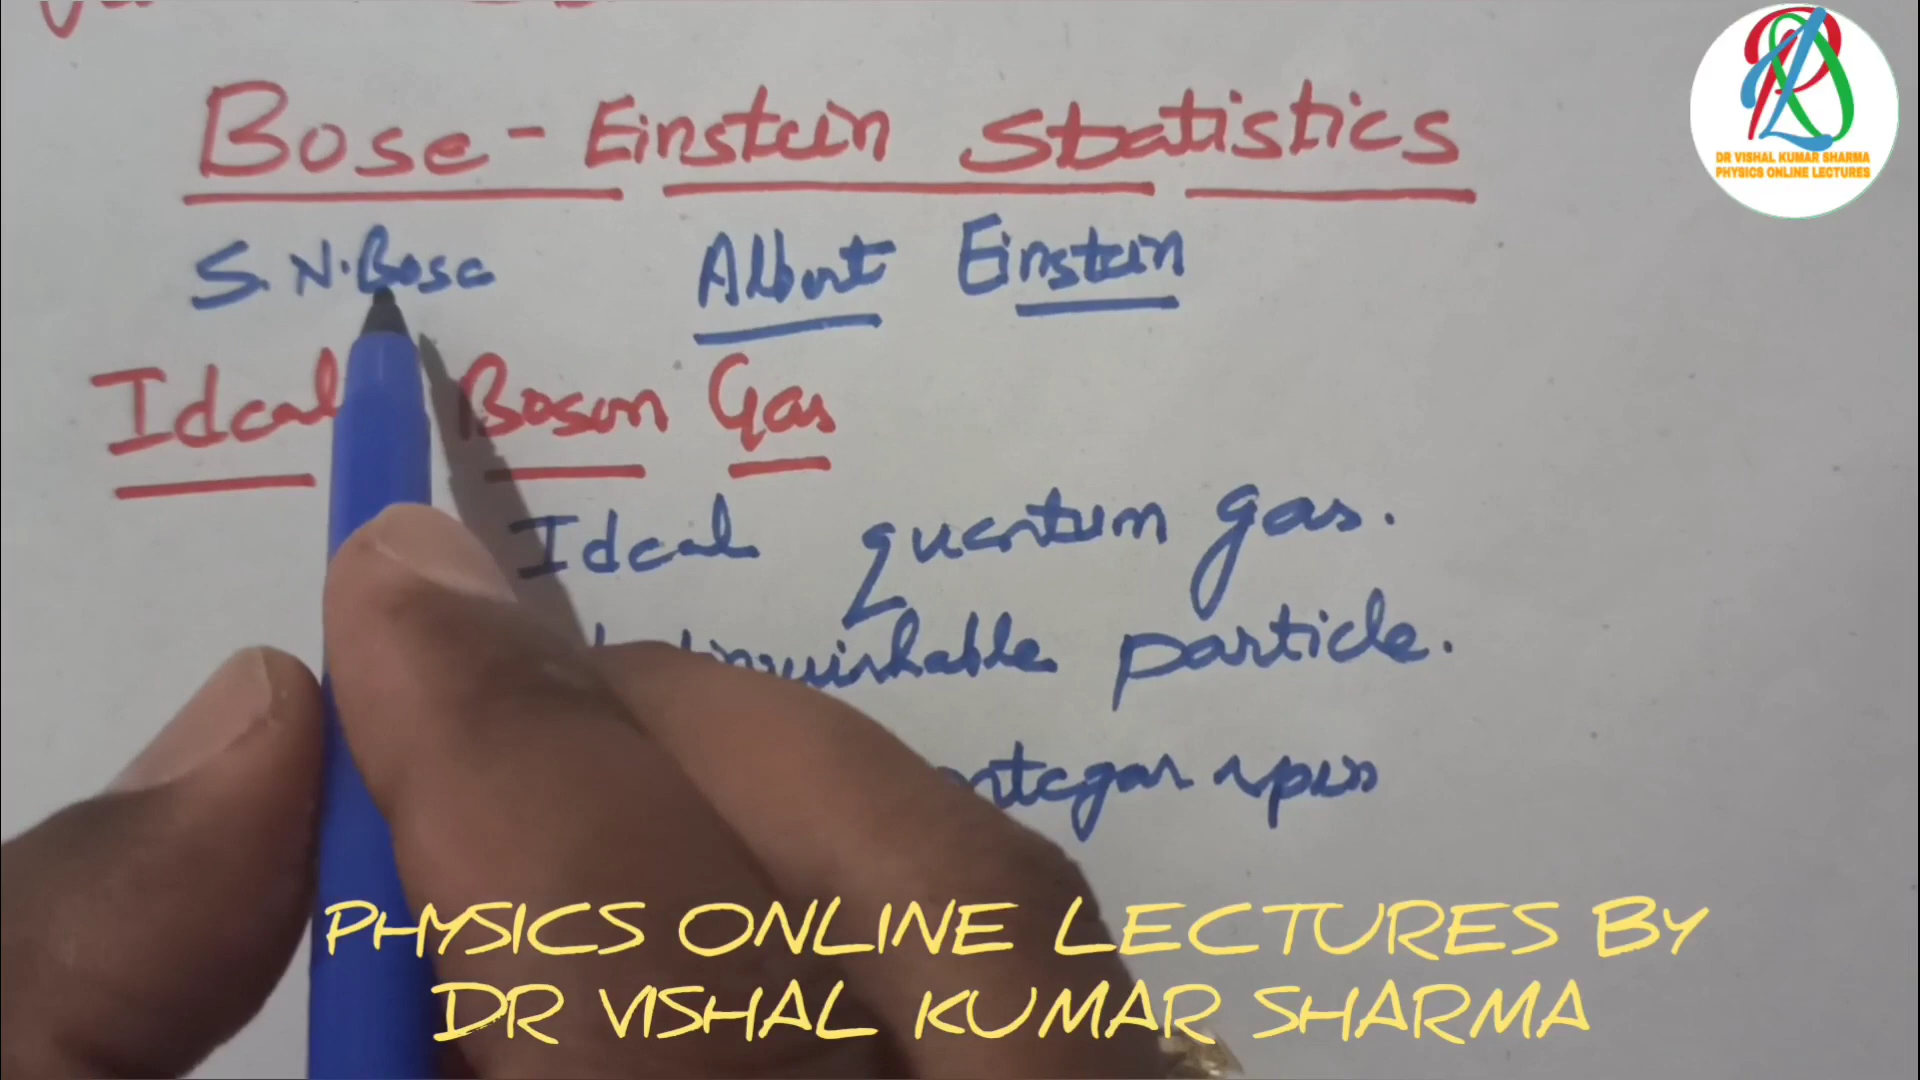 Bose - Einstein Statistics
S. N. Bose Albert Einstein
Ideal Boson Gas
Ideal quantum gas.
particle.
spin
DR VISHAL KUMAR SHARMA
PHYSICS ONLINE LECTURES
PHYSICS ONLINE LECTURES BY
DR VISHAL KUMAR SHARMA